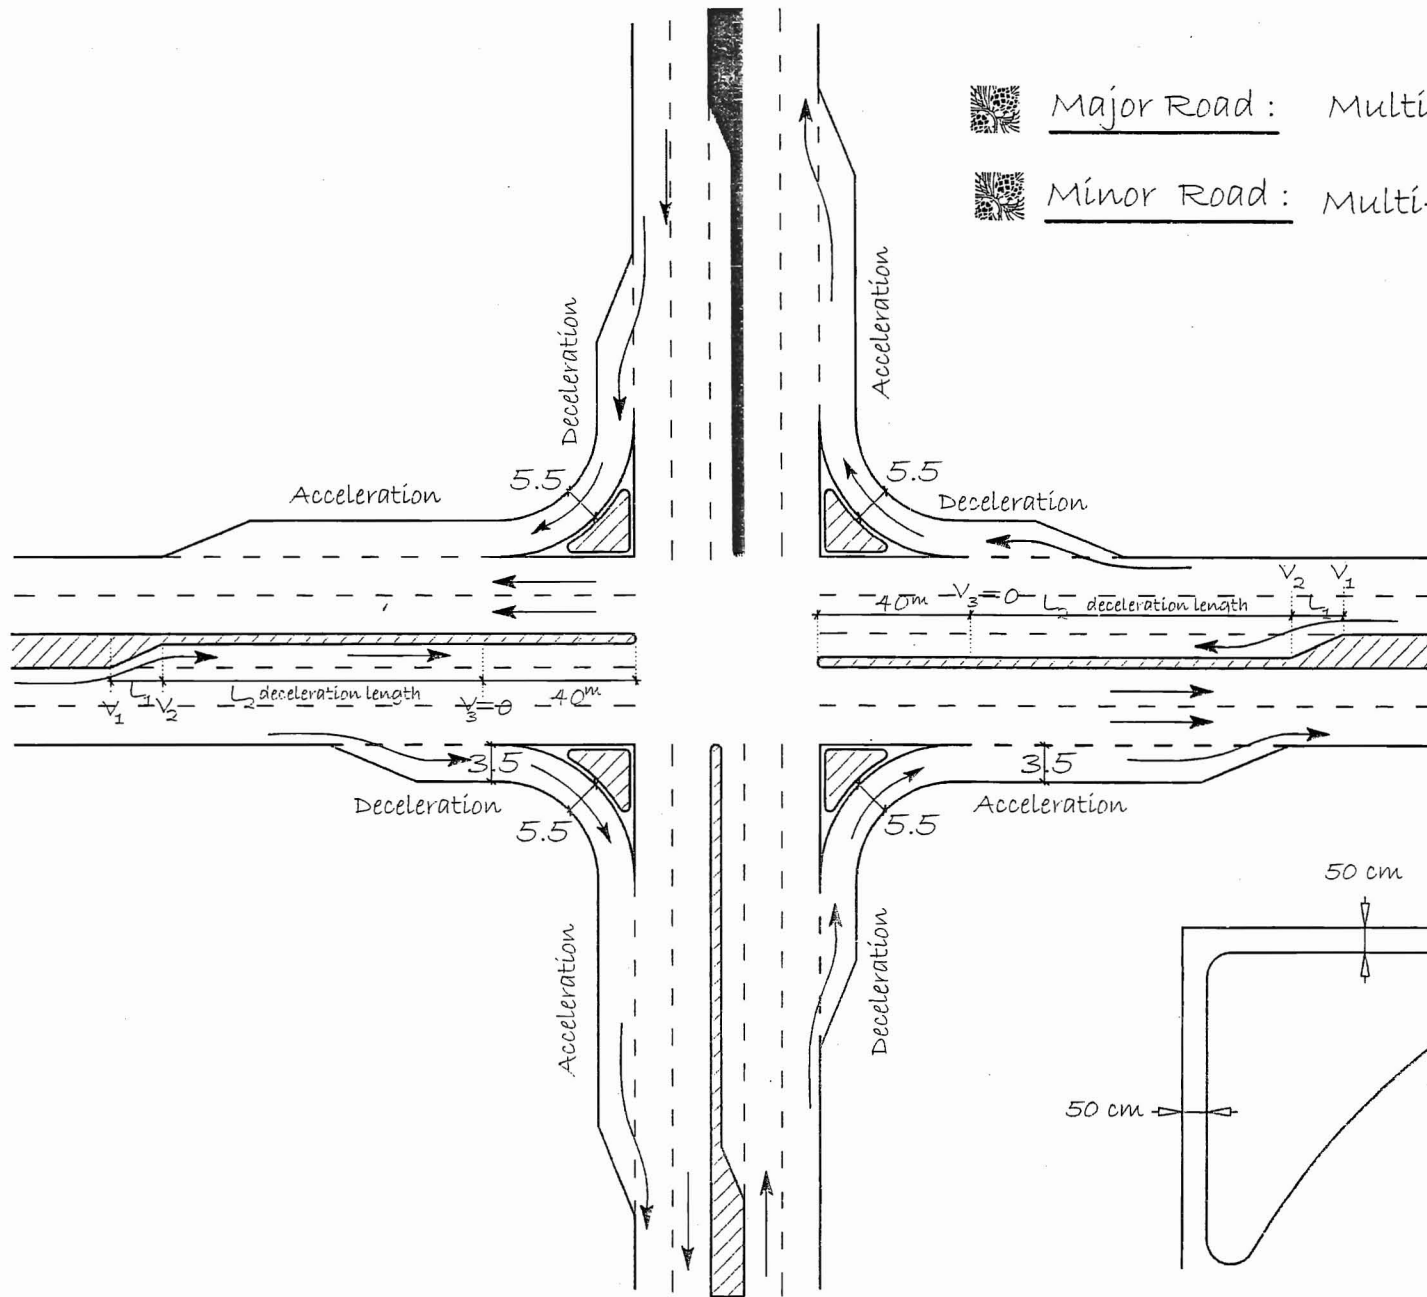 Major Road : Multi
Minor Road : Multi-
Deceleration
Acceleration
5.5
5.5
Acceleration
Deceleration
V₂ V₁
40m V₃=0 L₂ deceleration length L₁
L₁ L₂ deceleration length 40m
V₁ V₂ V₃=0
3.5
3.5
Deceleration
Acceleration
5.5
5.5
50 cm
Acceleration
Deceleration
50 cm